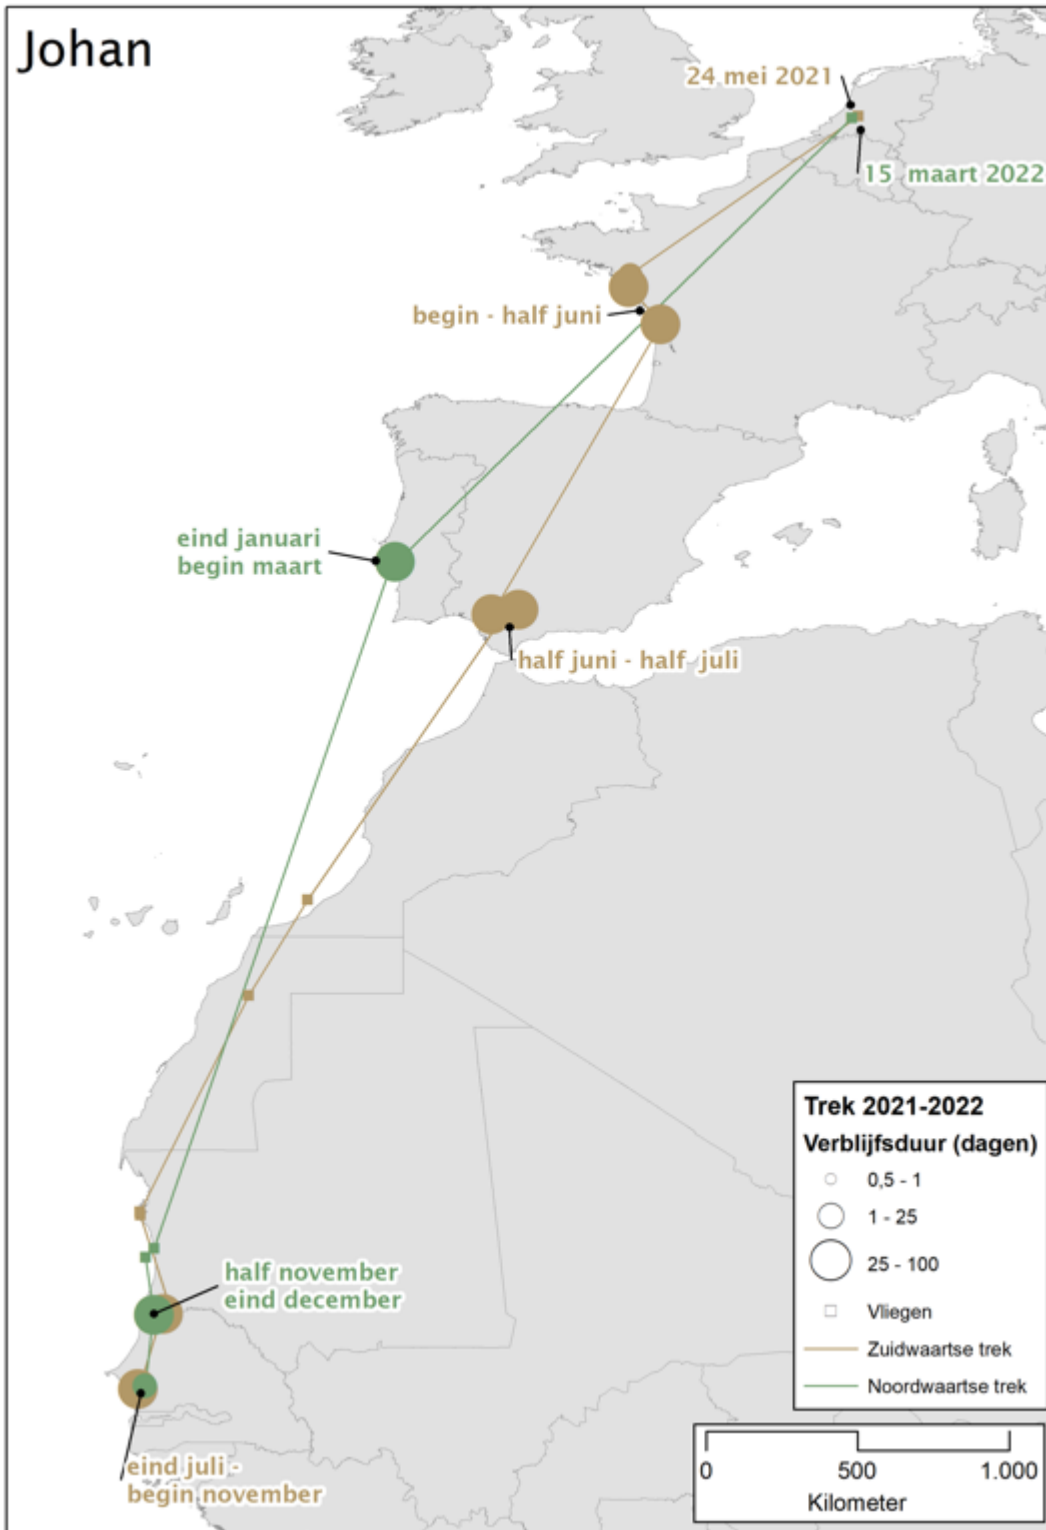 Johan
24 mei 2021
15 maart 2022
begin - half juni
eind januari
begin maart
half juni - half juli
half november
eind december
eind juli -
begin november
Trek 2021-2022
Verblijfsduur (dagen)
0,5 - 1
1 - 25
25 - 100
Vliegen
Zuidwaartse trek
Noordwaartse trek
0 500 1.000
Kilometer